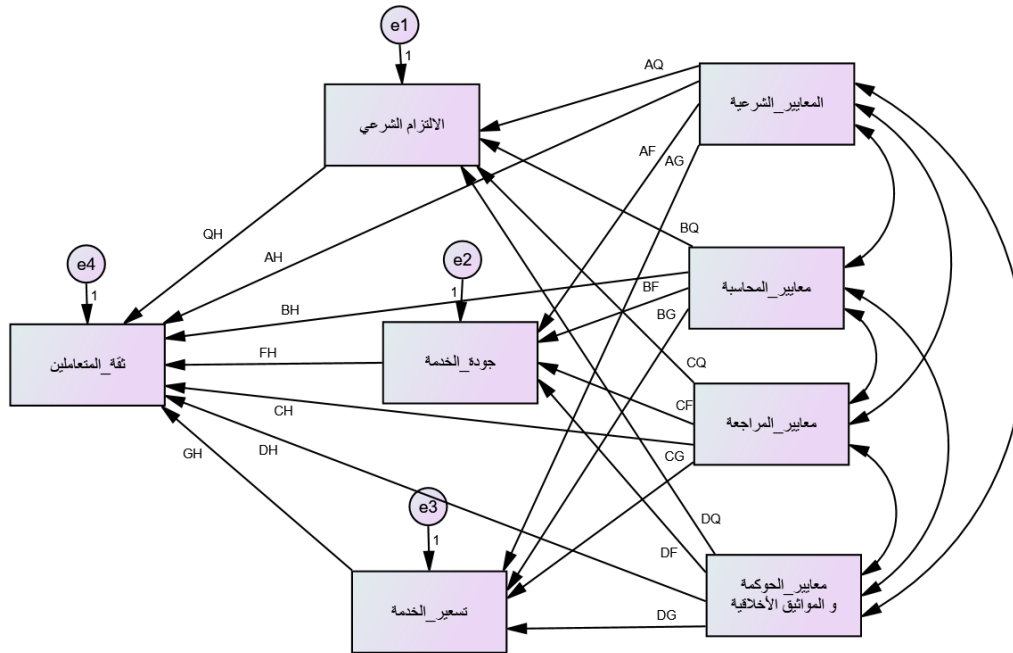 e1
1
الالتزام الشرعي
AQ
المعايير_الشرعية
AF
AG
QH
AH
BQ
e4
1
e2
1
BH
BF
BG
معايير_المحاسبة
ثقة_المتعاملين
FH
جودة_الخدمة
CQ
CH
CF
معايير_المراجعة
GH
DH
CG
e3
1
DQ
DF
تسعير_الخدمة
DG
معايير_الحوكمة
و المواثيق الأخلاقية